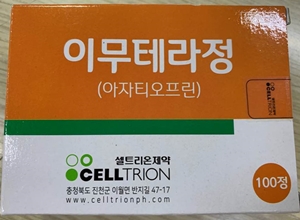 이무테라정
(아자티오프린)
CELLTRION
셀트리온제약
CELLTRION
충청북도 진천군 이월면 반지길 47-17
www.celltrionph.com
100정